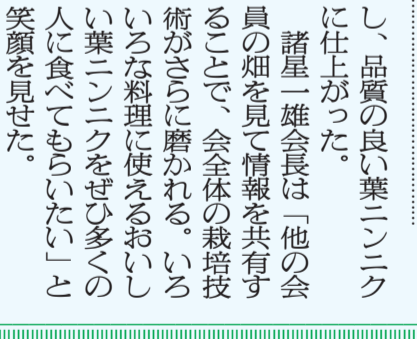 し、品質の良い葉ニンニク
に仕上がった。
　諸星一雄会長は「他の会
員の畑を見て情報を共有す
ることで、会全体の栽培技
術がさらに磨かれる。いろ
いろな料理に使えるおいし
い葉ニンニクをぜひ多くの
人に食べてもらいたい」と
笑顔を見せた。